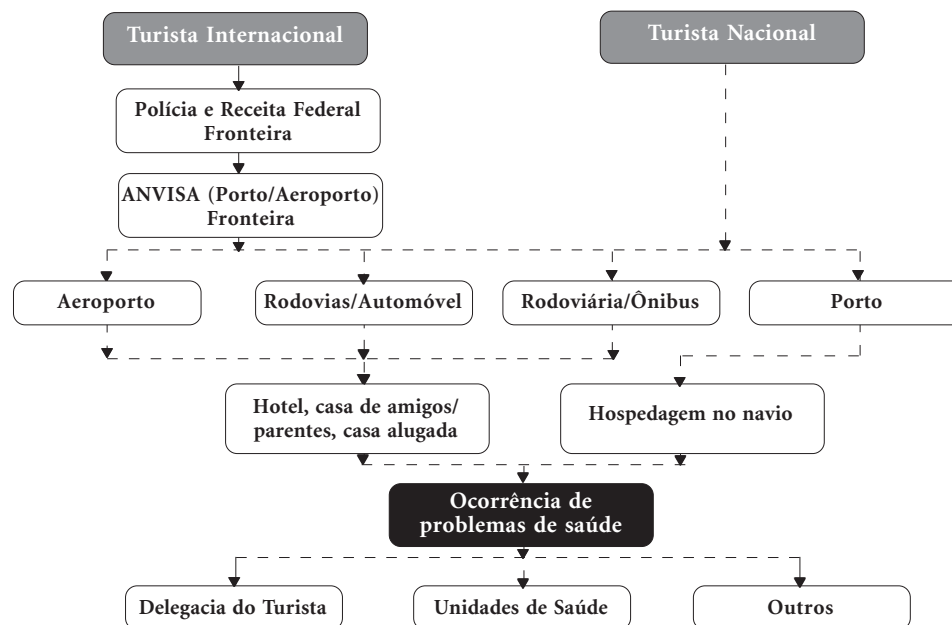 Turista Internacional
Turista Nacional
Polícia e Receita Federal
Fronteira
ANVISA (Porto/Aeroporto)
Fronteira
Aeroporto
Rodovias/Automóvel
Rodoviária/Ônibus
Porto
Hotel, casa de amigos/
parentes, casa alugada
Hospedagem no navio
Ocorrência de
problemas de saúde
Delegacia do Turista
Unidades de Saúde
Outros